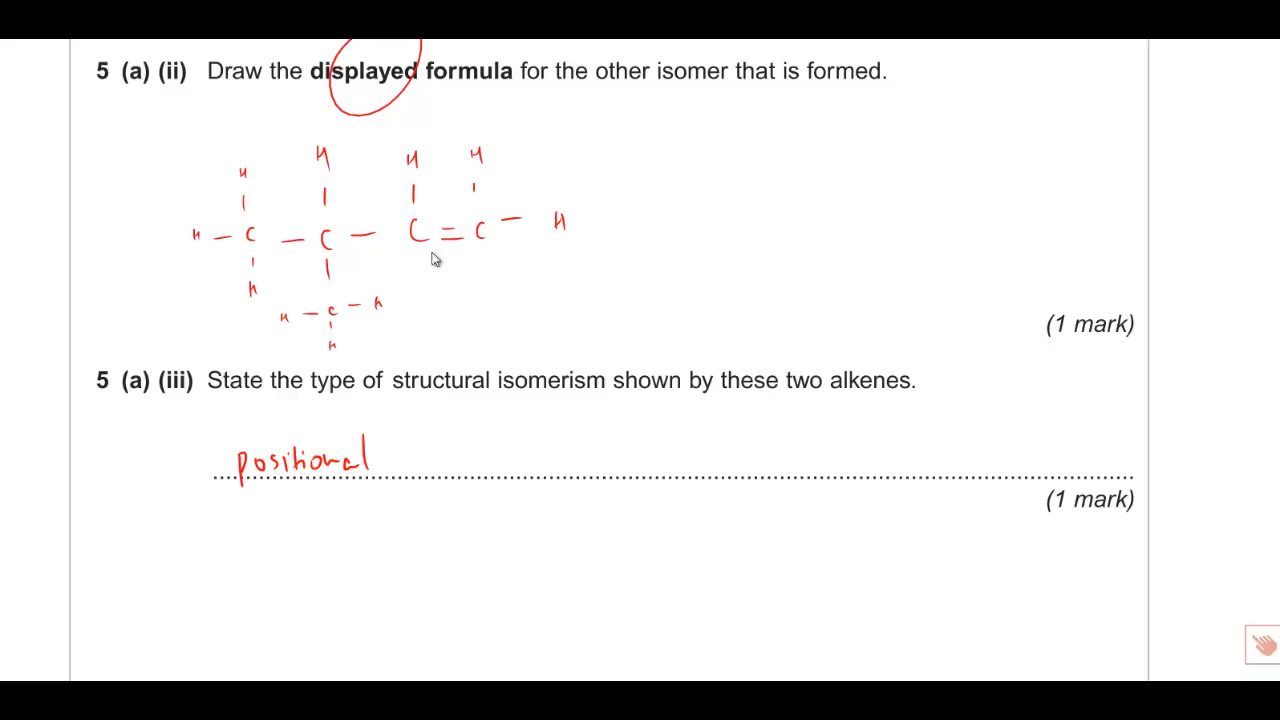 5 (a) (ii) Draw the displayed formula for the other isomer that is formed.
H H H H
H – C – C – C = C – H
H
H – C – H
H
(1 mark)
5 (a) (iii) State the type of structural isomerism shown by these two alkenes.
positional
(1 mark)